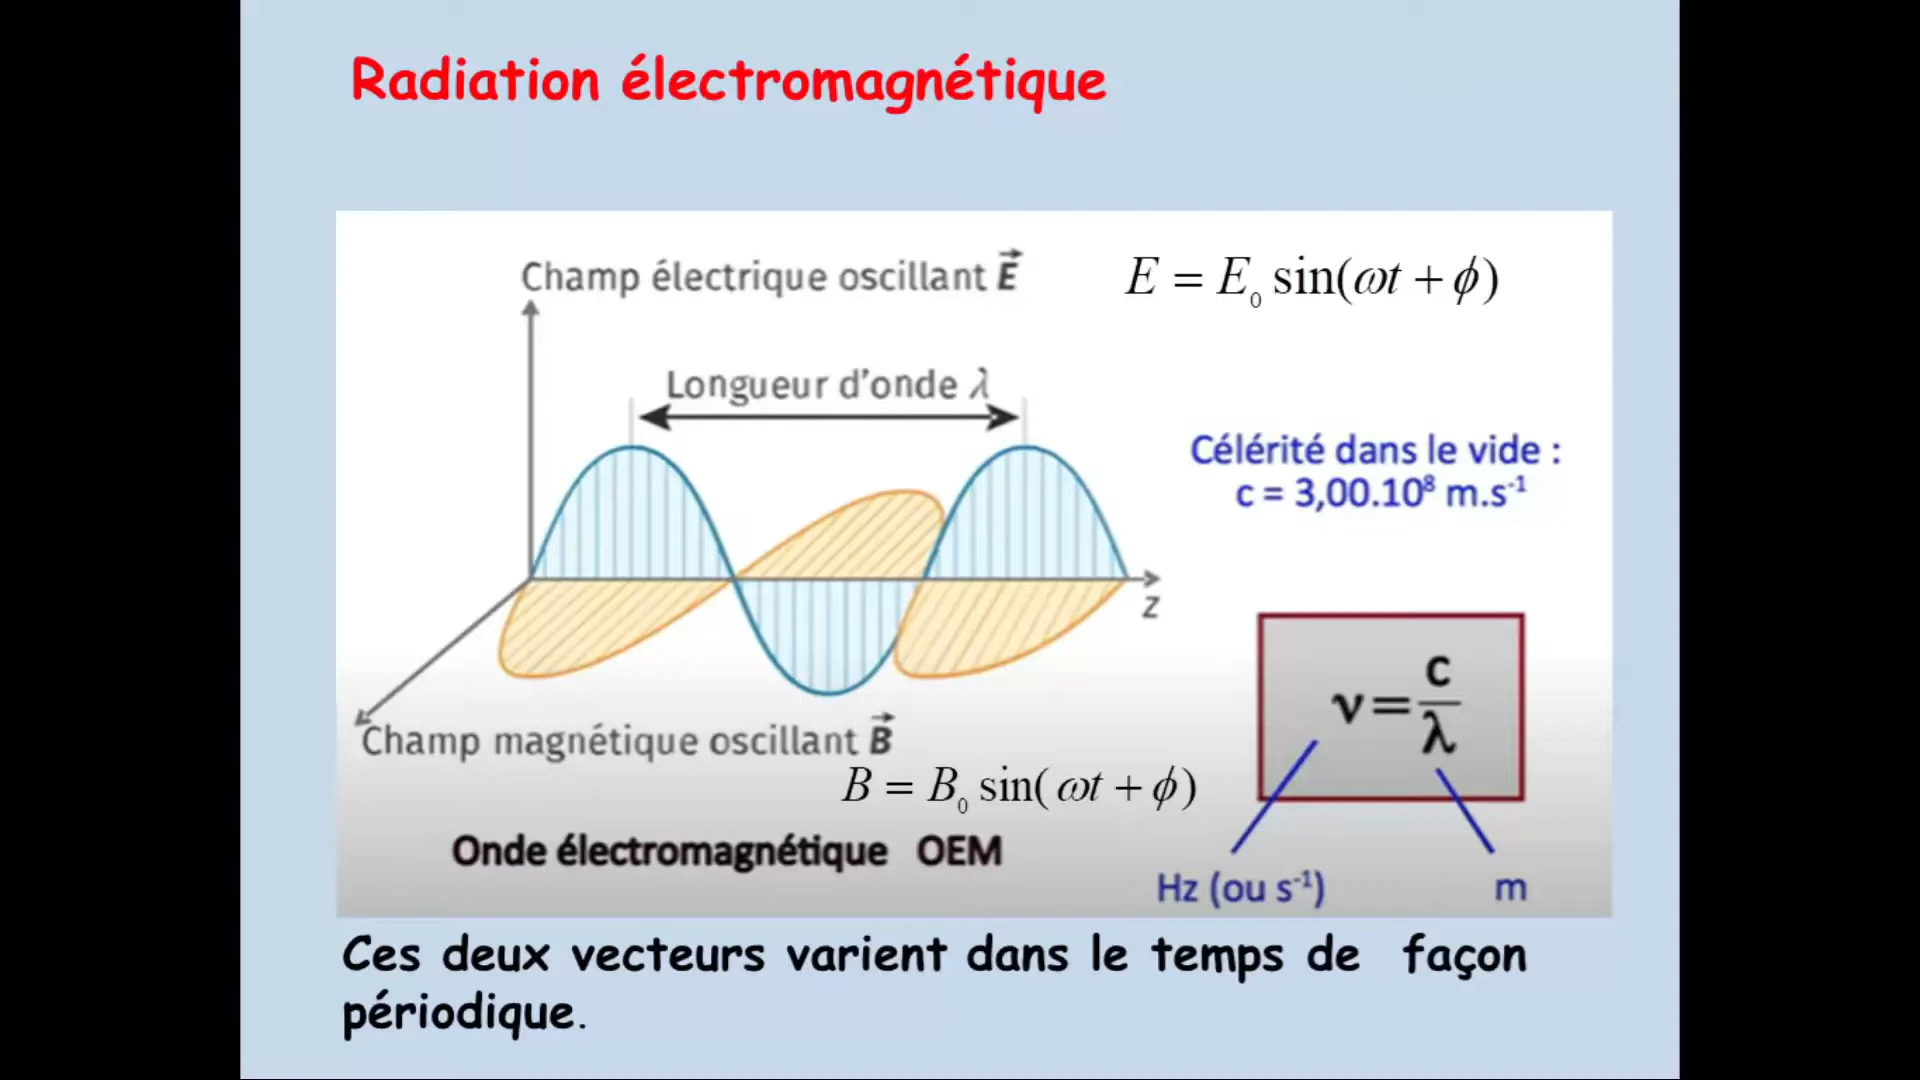 Radiation électromagnétique
Champ électrique oscillant E⃗
E = E₀ sin(ωt + ϕ)
Longueur d'onde λ
Célérité dans le vide :
c = 3,00.10⁸ m.s⁻¹
z
ν = c/λ
Champ magnétique oscillant B⃗
B = B₀ sin( ωt + ϕ)
Onde électromagnétique OEM
Hz (ou s⁻¹)
m
Ces deux vecteurs varient dans le temps de façon
périodique.